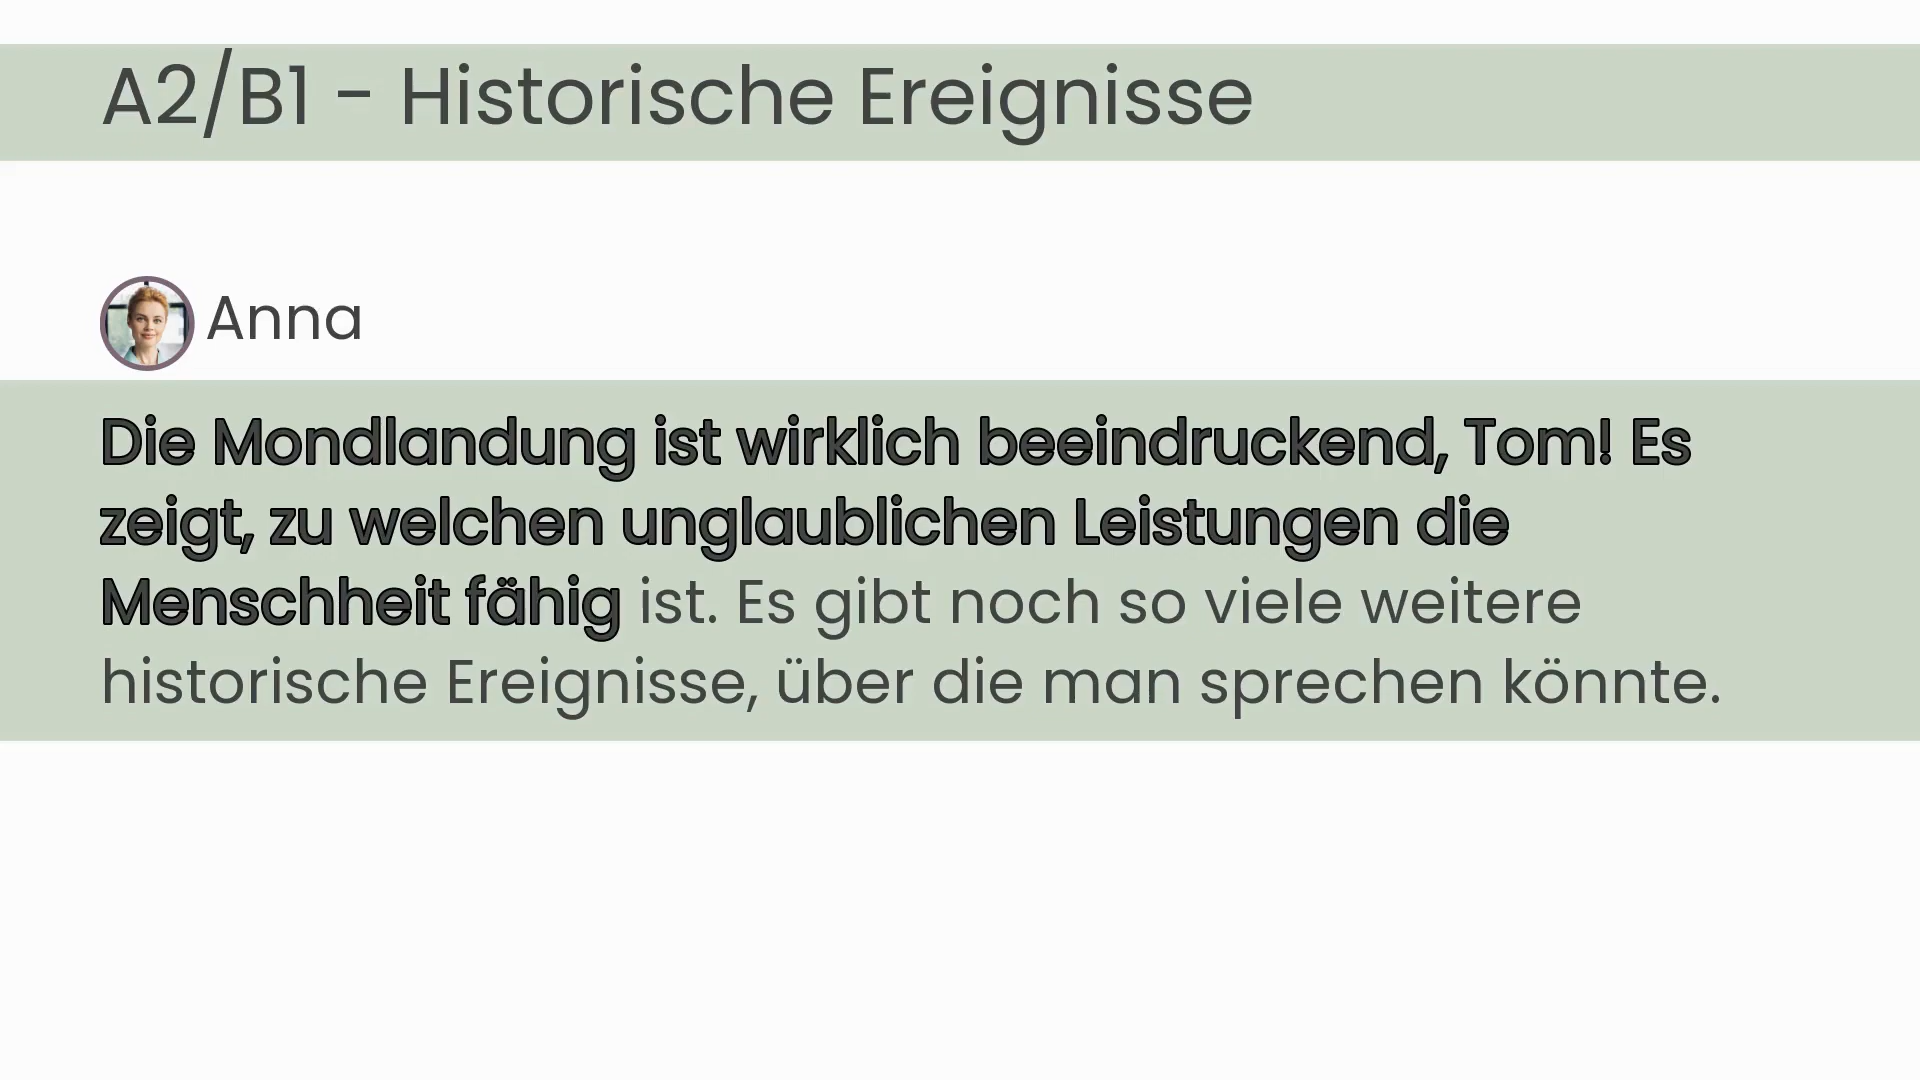 A2/B1 - Historische Ereignisse
Anna
Die Mondlandung ist wirklich beeindruckend, Tom! Es
zeigt, zu welchen unglaublichen Leistungen die
Menschheit fähig ist. Es gibt noch so viele weitere
historische Ereignisse, über die man sprechen könnte.